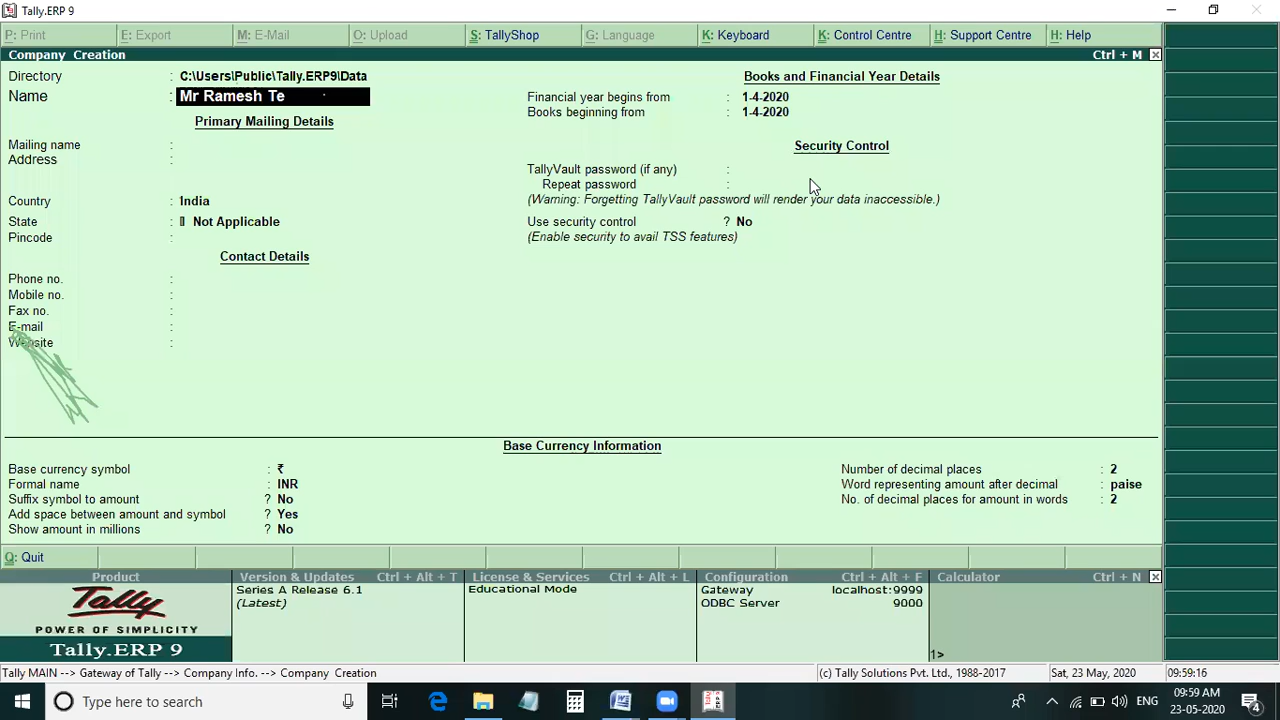 Tally.ERP 9
P: Print E: Export M: E-Mail O: Upload S: TallyShop G: Language K: Keyboard K: Control Centre H: Support Centre H: Help
Company Creation Ctrl + M
Directory : C:\Users\Public\Tally.ERP9\Data
Name : Mr Ramesh Te
Primary Mailing Details
Mailing name :
Address :
Country : India
State : Not Applicable
Pincode :
Contact Details
Phone no. :
Mobile no. :
Fax no. :
E-mail :
Website :
Books and Financial Year Details
Financial year begins from : 1-4-2020
Books beginning from : 1-4-2020
Security Control
TallyVault password (if any) :
Repeat password :
(Warning: Forgetting TallyVault password will render your data inaccessible.)
Use security control ? No
(Enable security to avail TSS features)
Base Currency Information
Base currency symbol : ₹
Formal name : INR
Suffix symbol to amount ? No
Add space between amount and symbol ? Yes
Show amount in millions ? No
Number of decimal places : 2
Word representing amount after decimal : paise
No. of decimal places for amount in words : 2
Q: Quit
Product
Tally
POWER OF SIMPLICITY
Tally.ERP 9
Version & Updates Ctrl + Alt + T
Series A Release 6.1
(Latest)
License & Services Ctrl + Alt + L
Educational Mode
Configuration Ctrl + Alt + F
Gateway localhost:9999
ODBC Server 9000
Calculator Ctrl + N
1>
Tally MAIN --> Gateway of Tally --> Company Info. --> Company Creation (c) Tally Solutions Pvt. Ltd., 1988-2017 Sat, 23 May, 2020 09:59:16
Type here to search
ENG
09:59 AM
23-05-2020
4